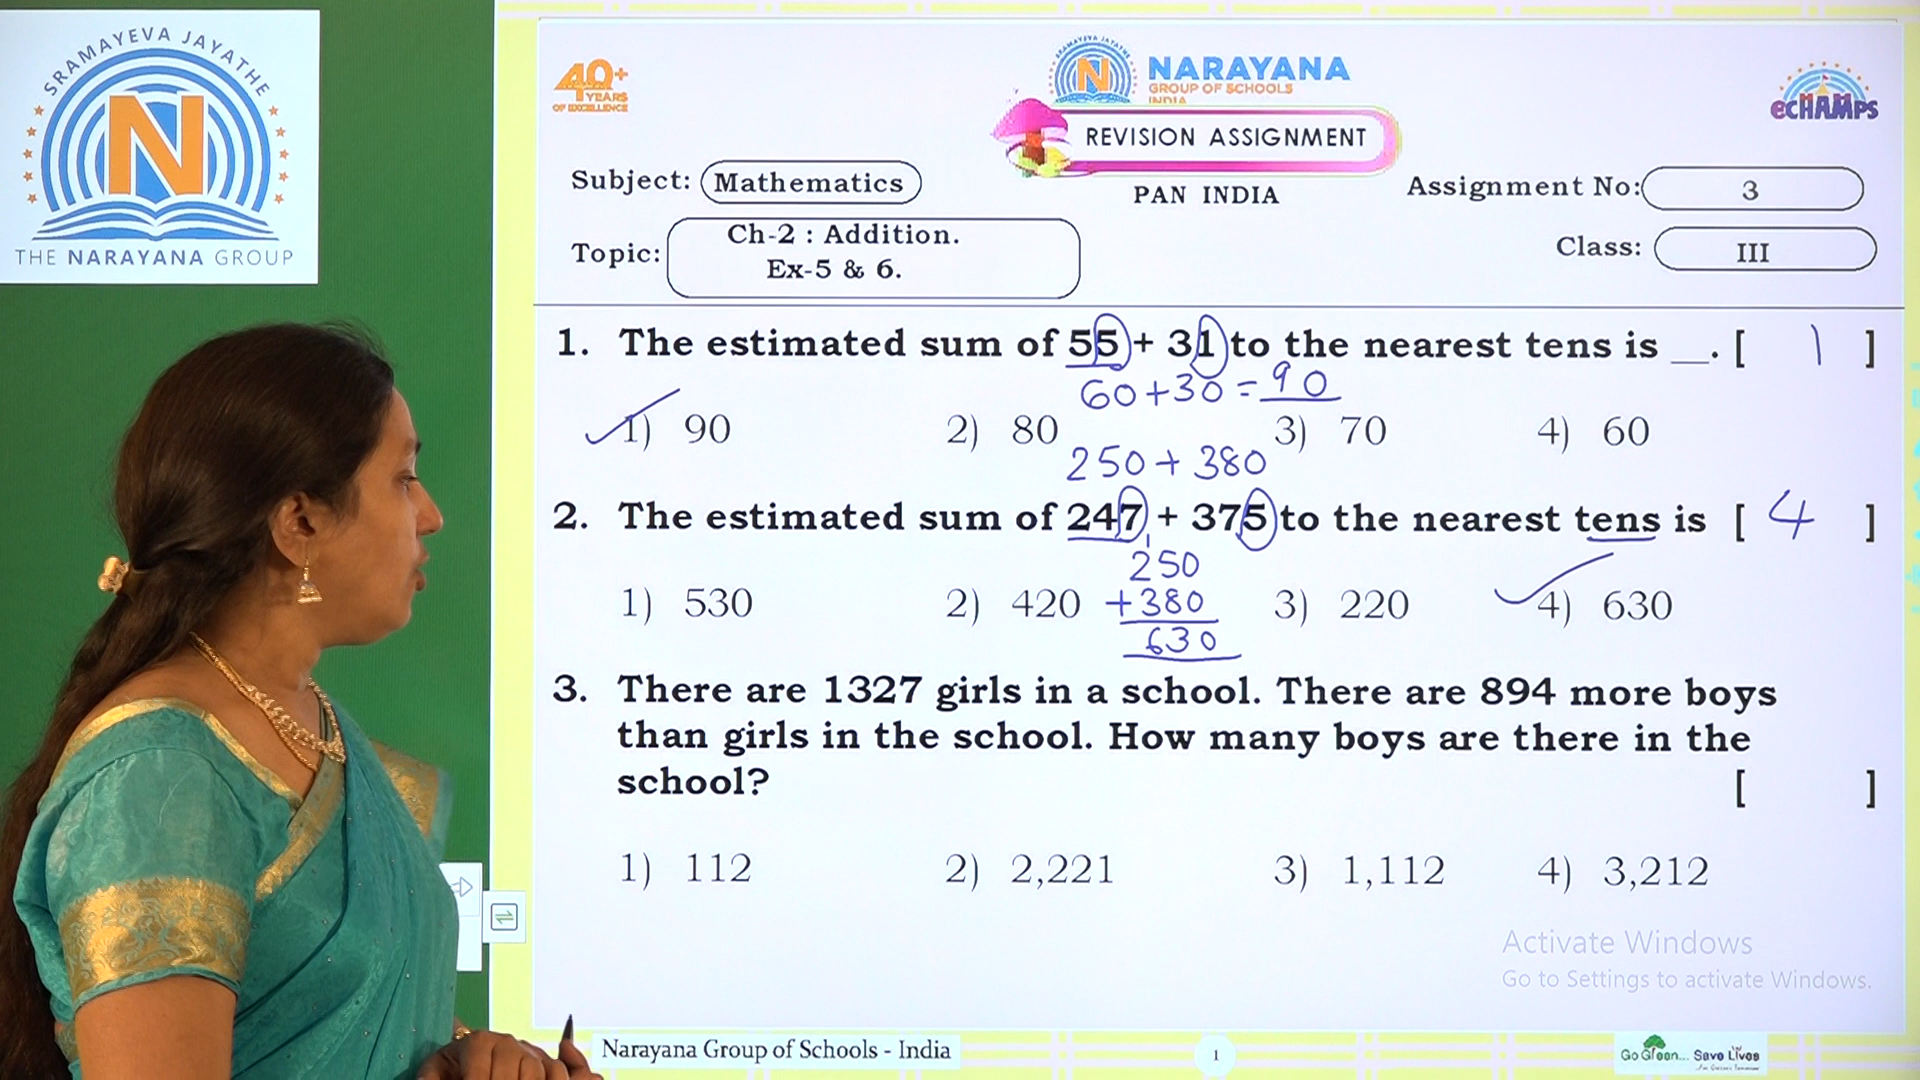 SRAMAYEVA JAYATHE
N
THE NARAYANA GROUP
40+
YEARS
OF EXCELLENCE
SRAMAYEVA JAYATHE
N
NARAYANA
GROUP OF SCHOOLS
INDIA
eCHAMPS
REVISION ASSIGNMENT
PAN INDIA
Subject: Mathematics
Assignment No: 3
Topic: Ch-2 : Addition.
Ex-5 & 6.
Class: III
1. The estimated sum of 55 + 31 to the nearest tens is __. [ 1 ]
60+30 = 90
1) 90 2) 80 3) 70 4) 60
250 + 380
2. The estimated sum of 247 + 375 to the nearest tens is [ 4 ]
1
250
+380
630
1) 530 2) 420 3) 220 4) 630
3. There are 1327 girls in a school. There are 894 more boys
than girls in the school. How many boys are there in the
school? [ ]
1) 112 2) 2,221 3) 1,112 4) 3,212
Activate Windows
Go to Settings to activate Windows.
Narayana Group of Schools - India
1
Go Green... Save Lives